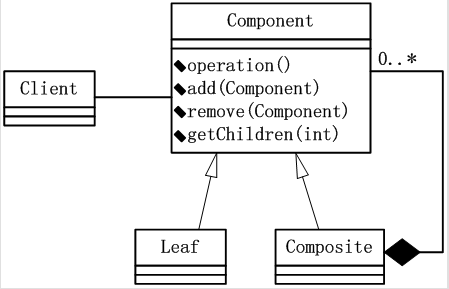 Component
operation()
add(Component)
remove(Component)
getChildren(int)
0..*
Client
Leaf
Composite